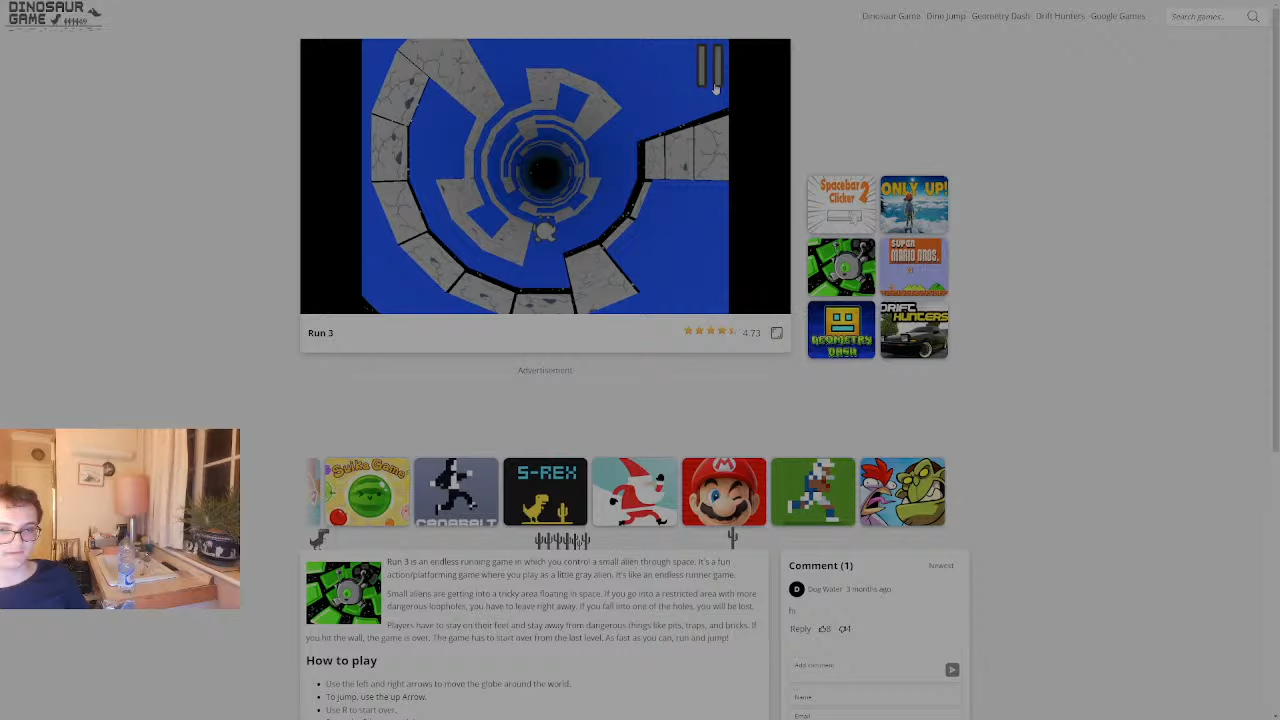 DINOSAUR
GAME
Dinosaur Game
Dino Jump
Geometry Dash
Drift Hunters
Google Games
Search games..
Spacebar
Clicker 2
ONLY UP!
SUPER
MARIO BROS.
GEOMETRY
DASH
DRIFT
HUNTERS
Run 3
4.73
Advertisement
Suika Game
CANABALT
S-REX
Run 3 is an endless running game in which you control a small alien through space. It's a fun
action/platforming game where you play as a little gray alien. It's like an endless runner game.
Small aliens are getting into a tricky area floating in space. If you go into a restricted area with more
dangerous loopholes, you have to leave right away. If you fall into one of the holes, you will be lost.
Players have to stay on their feet and stay away from dangerous things like pits, traps, and bricks. If
you hit the wall, the game is over. The game has to start over from the last level. As fast as you can, run and jump!
How to play
Use the left and right arrows to move the globe around the world.
To jump, use the up Arrow.
Use R to start over.
Comment (1)
Newest
D
Dog Water 3 months ago
hi
Reply 8 4
Add comment
Name
Email